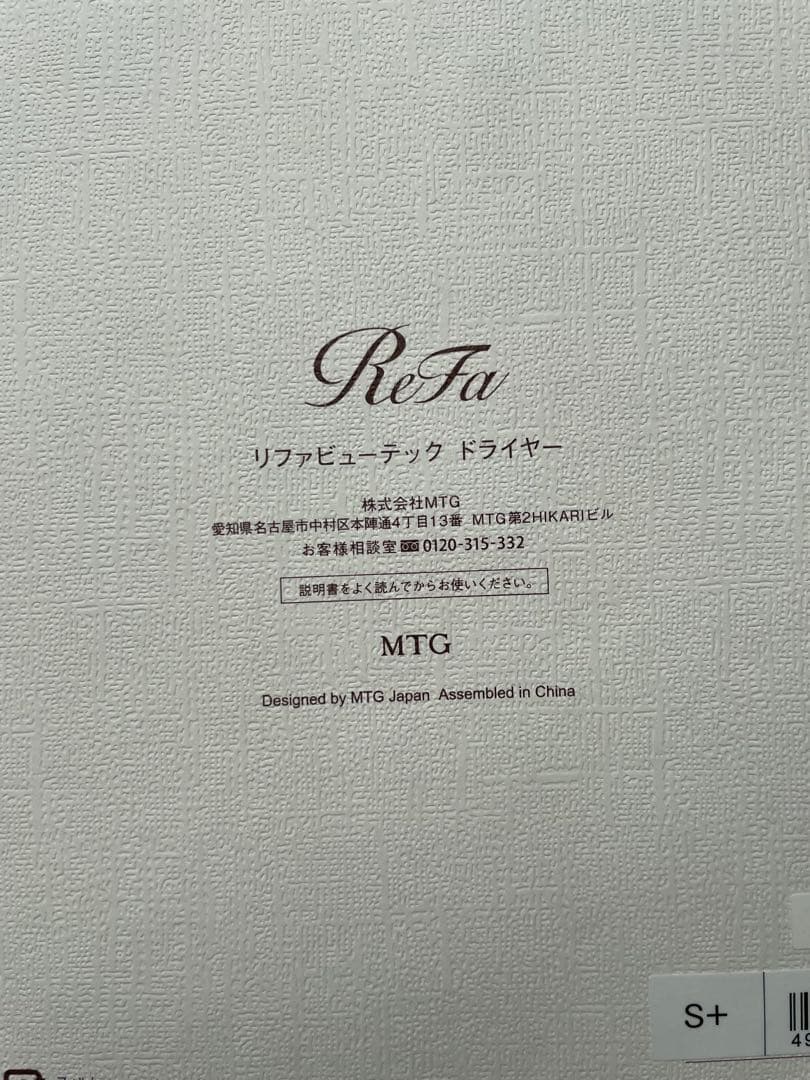 ReFa
リファビューテック ドライヤー
株式会社MTG
愛知県名古屋市中村区本陣通4丁目13番 MTG第2HIKARIビル
お客様相談室 0120-315-332
説明書をよく読んでからお使いください。
MTG
Designed by MTG Japan Assembled in China
S+
49